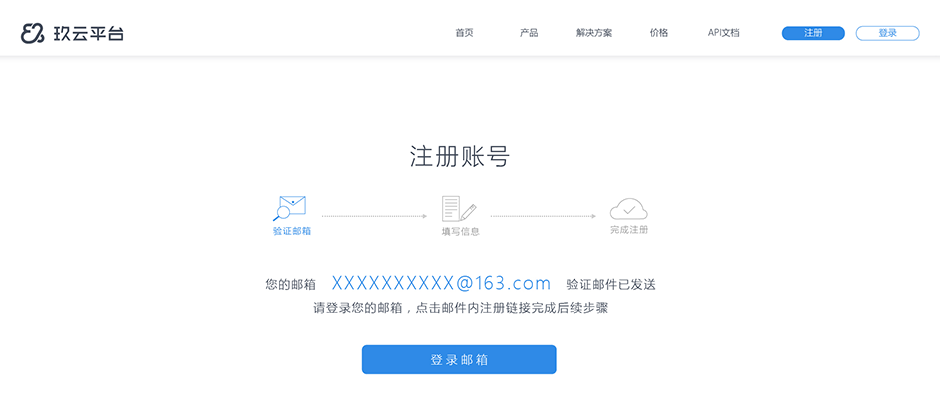 玖云平台 首页 产品 解决方案 价格 API文档 注册 登录
注册账号
验证邮箱 填写信息 完成注册
您的邮箱 XXXXXXXXXX@163.com 验证邮件已发送
请登录您的邮箱，点击邮件内注册链接完成后续步骤
登录邮箱